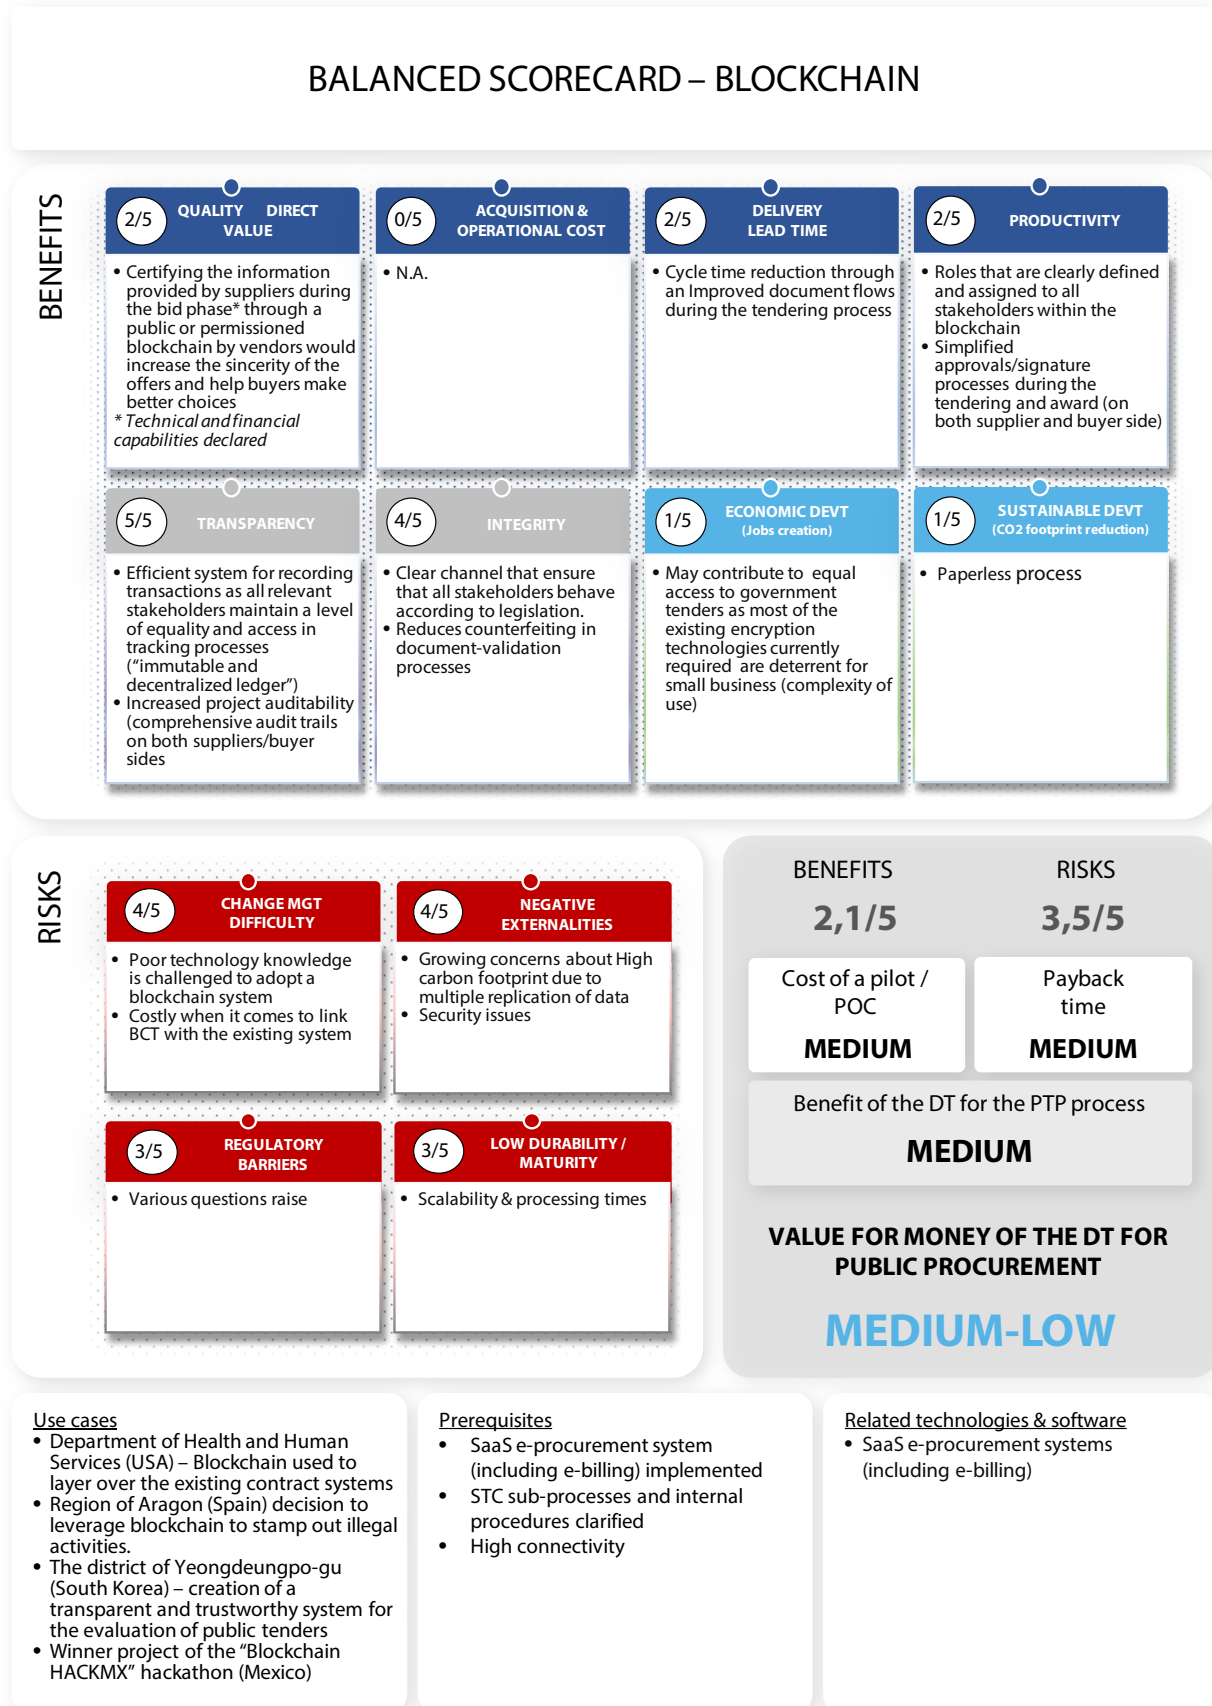 BALANCED SCORECARD – BLOCKCHAIN
BENEFITS
2/5
QUALITY DIRECT
VALUE
• Certifying the information
provided by suppliers during
the bid phase* through a
public or permissioned
blockchain by vendors would
increase the sincerity of the
offers and help buyers make
better choices
* Technical and financial
capabilities declared
0/5
ACQUISITION &
OPERATIONAL COST
• N.A.
2/5
DELIVERY
LEAD TIME
• Cycle time reduction through
an Improved document flows
during the tendering process
2/5
PRODUCTIVITY
• Roles that are clearly defined
and assigned to all
stakeholders within the
blockchain
• Simplified
approvals/signature
processes during the
tendering and award (on
both supplier and buyer side)
5/5
TRANSPARENCY
• Efficient system for recording
transactions as all relevant
stakeholders maintain a level
of equality and access in
tracking processes
(“immutable and
decentralized ledger”)
• Increased project auditability
(comprehensive audit trails
on both suppliers/buyer
sides
4/5
INTEGRITY
• Clear channel that ensure
that all stakeholders behave
according to legislation.
• Reduces counterfeiting in
document-validation
processes
1/5
ECONOMIC DEVT
(Jobs creation)
• May contribute to equal
access to government
tenders as most of the
existing encryption
technologies currently
required are deterrent for
small business (complexity of
use)
1/5
SUSTAINABLE DEVT
(CO2 footprint reduction)
• Paperless process
RISKS
4/5
CHANGE MGT
DIFFICULTY
• Poor technology knowledge
is challenged to adopt a
blockchain system
• Costly when it comes to link
BCT with the existing system
4/5
NEGATIVE
EXTERNALITIES
• Growing concerns about High
carbon footprint due to
multiple replication of data
• Security issues
3/5
REGULATORY
BARRIERS
• Various questions raise
3/5
LOW DURABILITY /
MATURITY
• Scalability & processing times
BENEFITS
2,1/5
RISKS
3,5/5
Cost of a pilot /
POC
MEDIUM
Payback
time
MEDIUM
Benefit of the DT for the PTP process
MEDIUM
VALUE FOR MONEY OF THE DT FOR
PUBLIC PROCUREMENT
MEDIUM-LOW
Use cases
• Department of Health and Human
Services (USA) – Blockchain used to
layer over the existing contract systems
• Region of Aragon (Spain) decision to
leverage blockchain to stamp out illegal
activities.
• The district of Yeongdeungpo-gu
(South Korea) – creation of a
transparent and trustworthy system for
the evaluation of public tenders
• Winner project of the “Blockchain
HACKMX” hackathon (Mexico)
Prerequisites
• SaaS e-procurement system
(including e-billing) implemented
• STC sub-processes and internal
procedures clarified
• High connectivity
Related technologies & software
• SaaS e-procurement systems
(including e-billing)